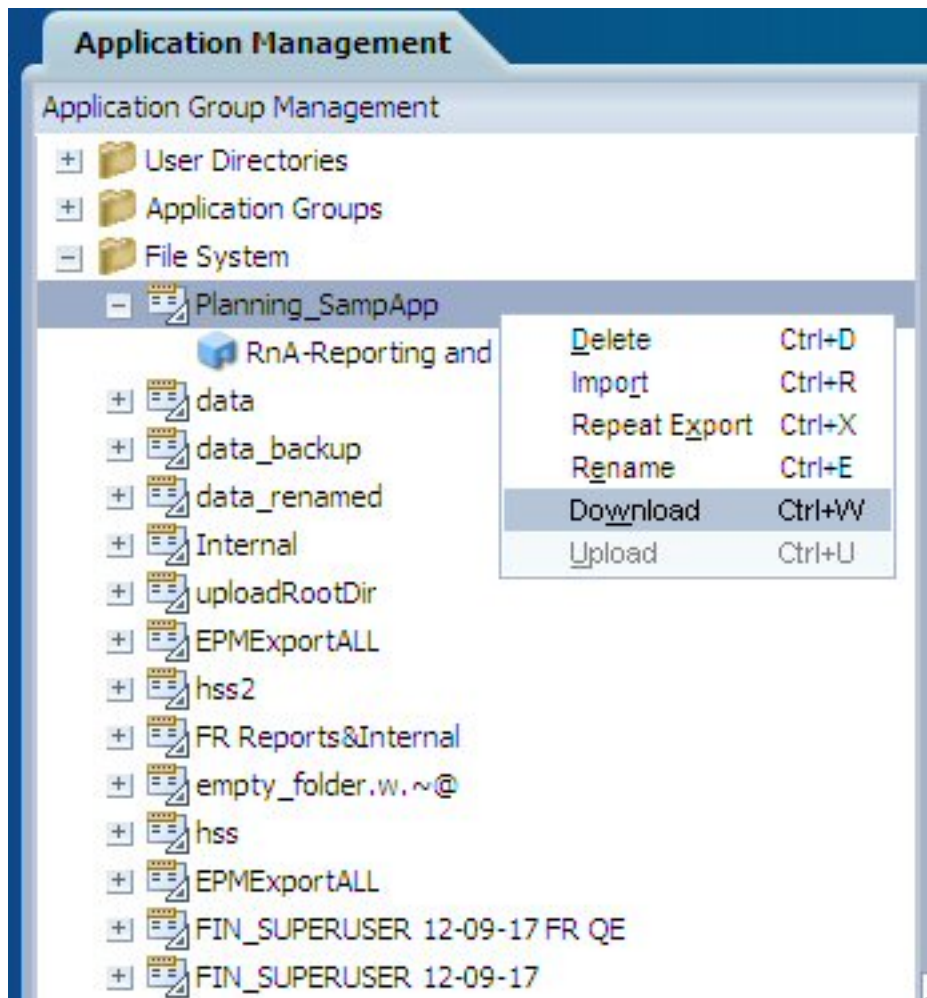 Application Management
Application Group Management
User Directories
Application Groups
File System
Planning_SampApp
RnA-Reporting and
Delete Ctrl+D
Import Ctrl+R
Repeat Export Ctrl+X
Rename Ctrl+E
Download Ctrl+W
Upload Ctrl+U
data
data_backup
data_renamed
Internal
uploadRootDir
EPMExportALL
hss2
FR Reports&Internal
empty_folder.w.~@
hss
EPMExportALL
FIN_SUPERUSER 12-09-17 FR QE
FIN_SUPERUSER 12-09-17